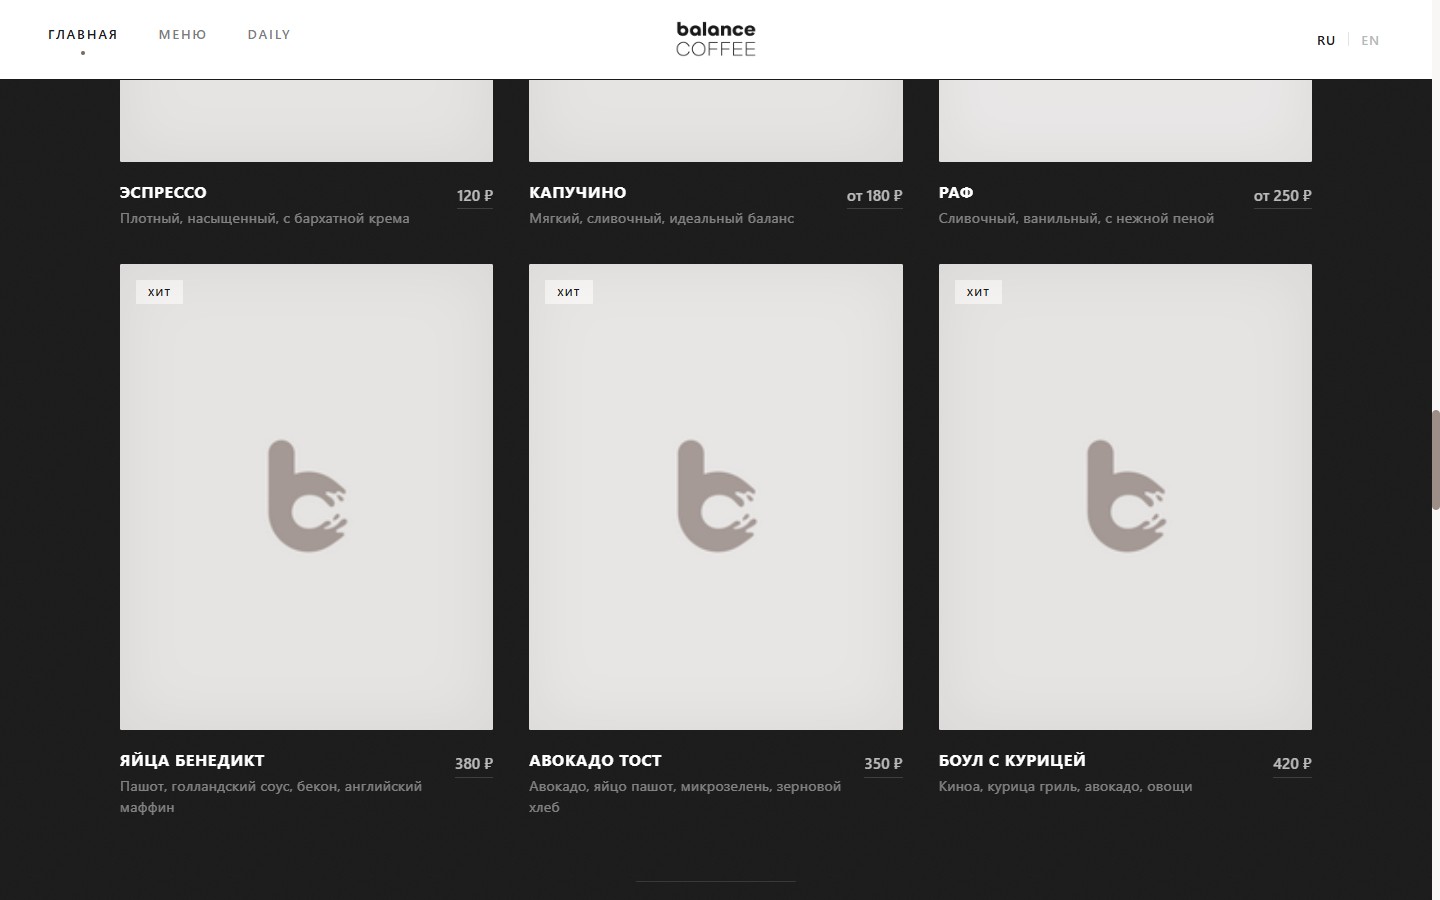 ГЛАВНАЯ МЕНЮ DAILY
balance
COFFEE
RU EN
ЭСПРЕССО 120 ₽
Плотный, насыщенный, с бархатной крема
КАПУЧИНО от 180 ₽
Мягкий, сливочный, идеальный баланс
РАФ от 250 ₽
Сливочный, ванильный, с нежной пеной
ХИТ
ХИТ
ХИТ
ЯЙЦА БЕНЕДИКТ 380 ₽
Пашот, голландский соус, бекон, английский
маффин
АВОКАДО ТОСТ 350 ₽
Авокадо, яйцо пашот, микрозелень, зерновой
хлеб
БОУЛ С КУРИЦЕЙ 420 ₽
Киноа, курица гриль, авокадо, овощи